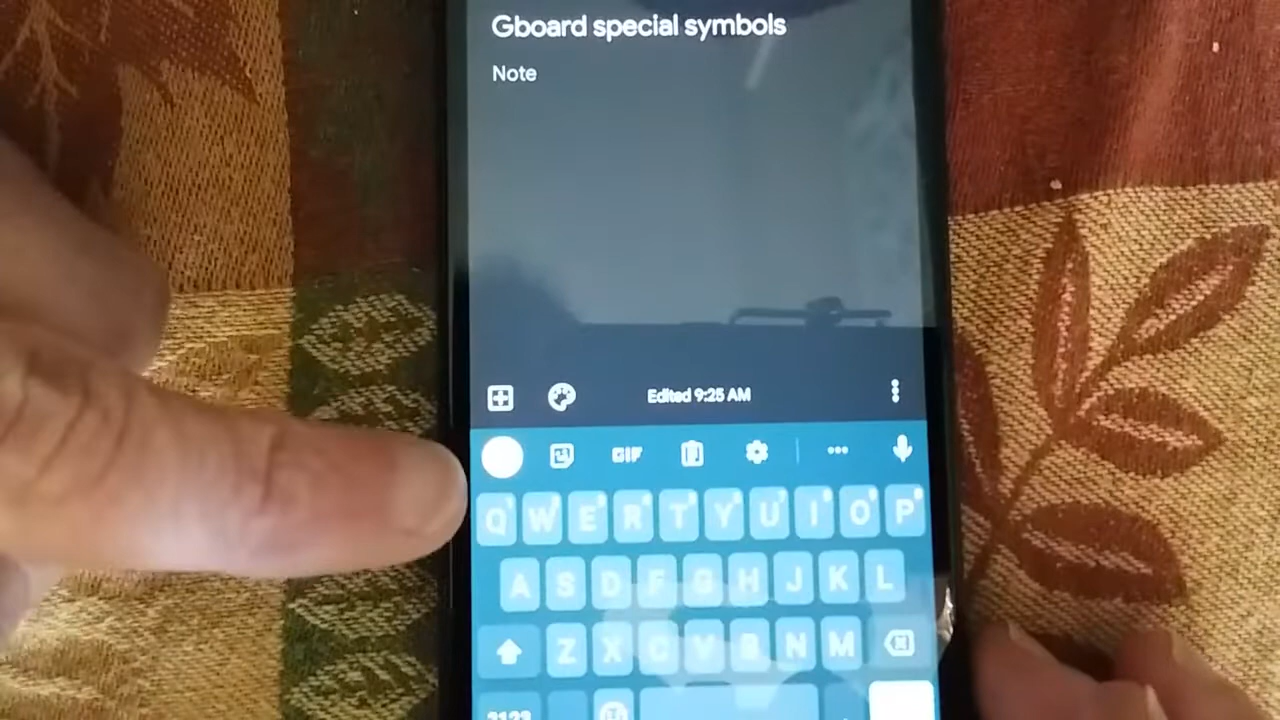 Gboard special symbols
Note
Edited 9:25 AM
GIF
Q W E R T Y U I O P
A S D F G H J K L
Z X C V B N M